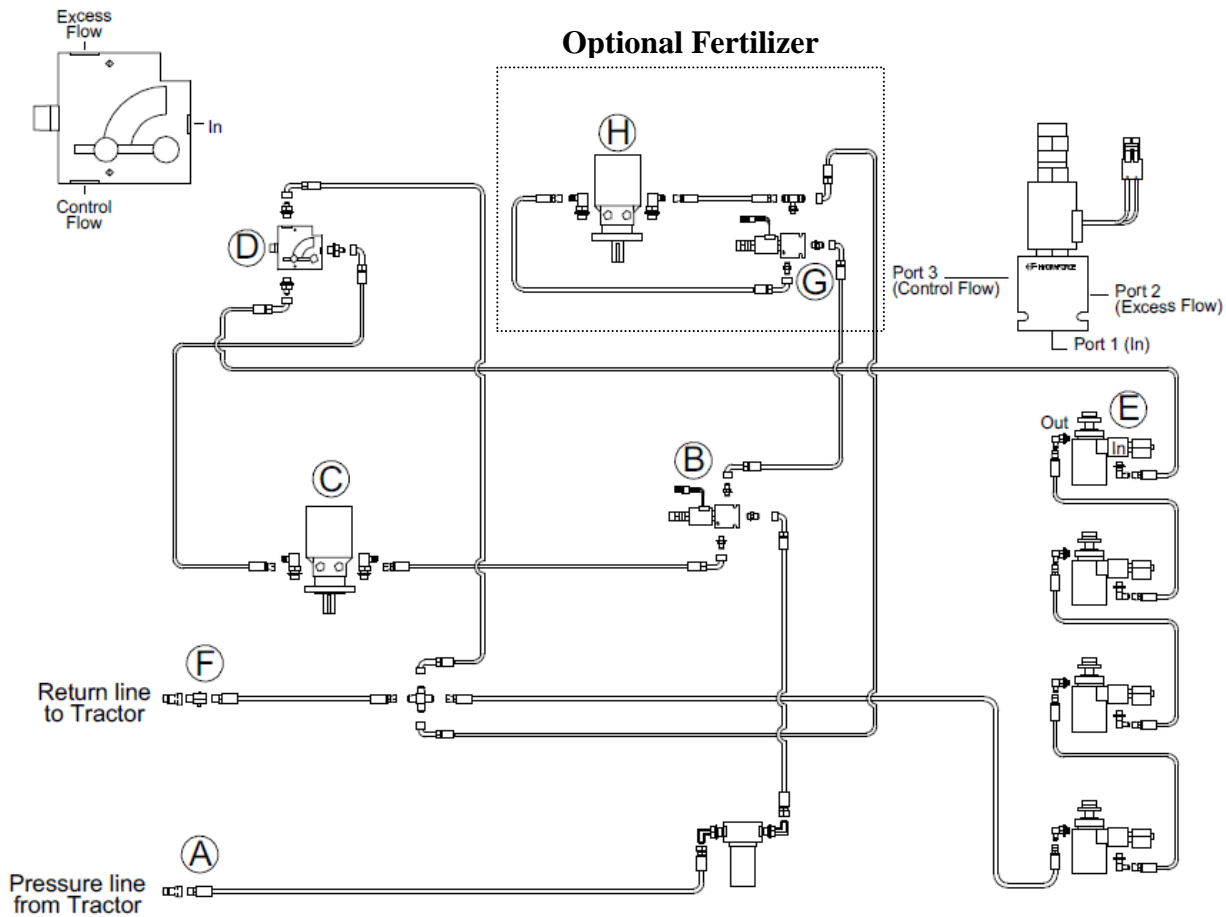 Excess
Flow
In
Control
Flow
Optional Fertilizer
H
D
G
Port 3
(Control Flow)
Port 2
(Excess Flow)
Port 1 (In)
E
Out
In
B
C
F
Return line
to Tractor
A
Pressure line
from Tractor